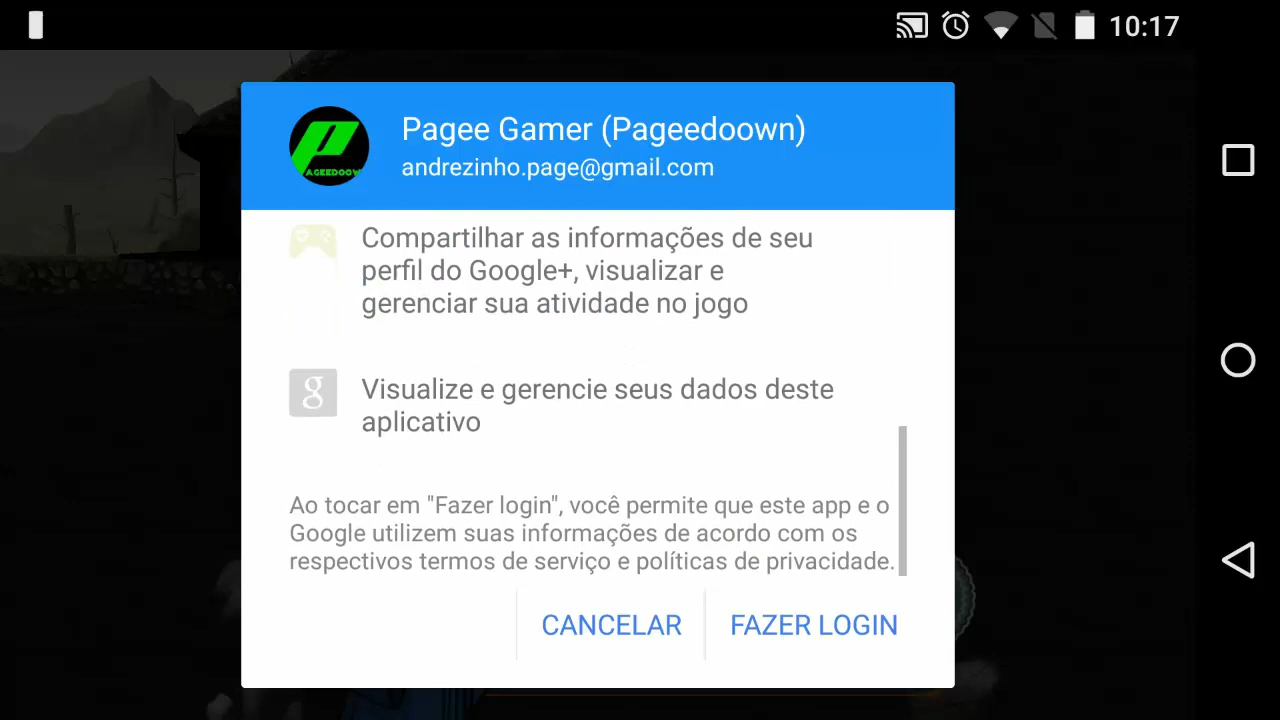 10:17
Pagee Gamer (Pageedoown)
andrezinho.page@gmail.com
AGEEDOOW
Compartilhar as informações de seu
perfil do Google+, visualizar e
gerenciar sua atividade no jogo
g
Visualize e gerencie seus dados deste
aplicativo
Ao tocar em "Fazer login", você permite que este app e o
Google utilizem suas informações de acordo com os
respectivos termos de serviço e políticas de privacidade.
CANCELAR
FAZER LOGIN